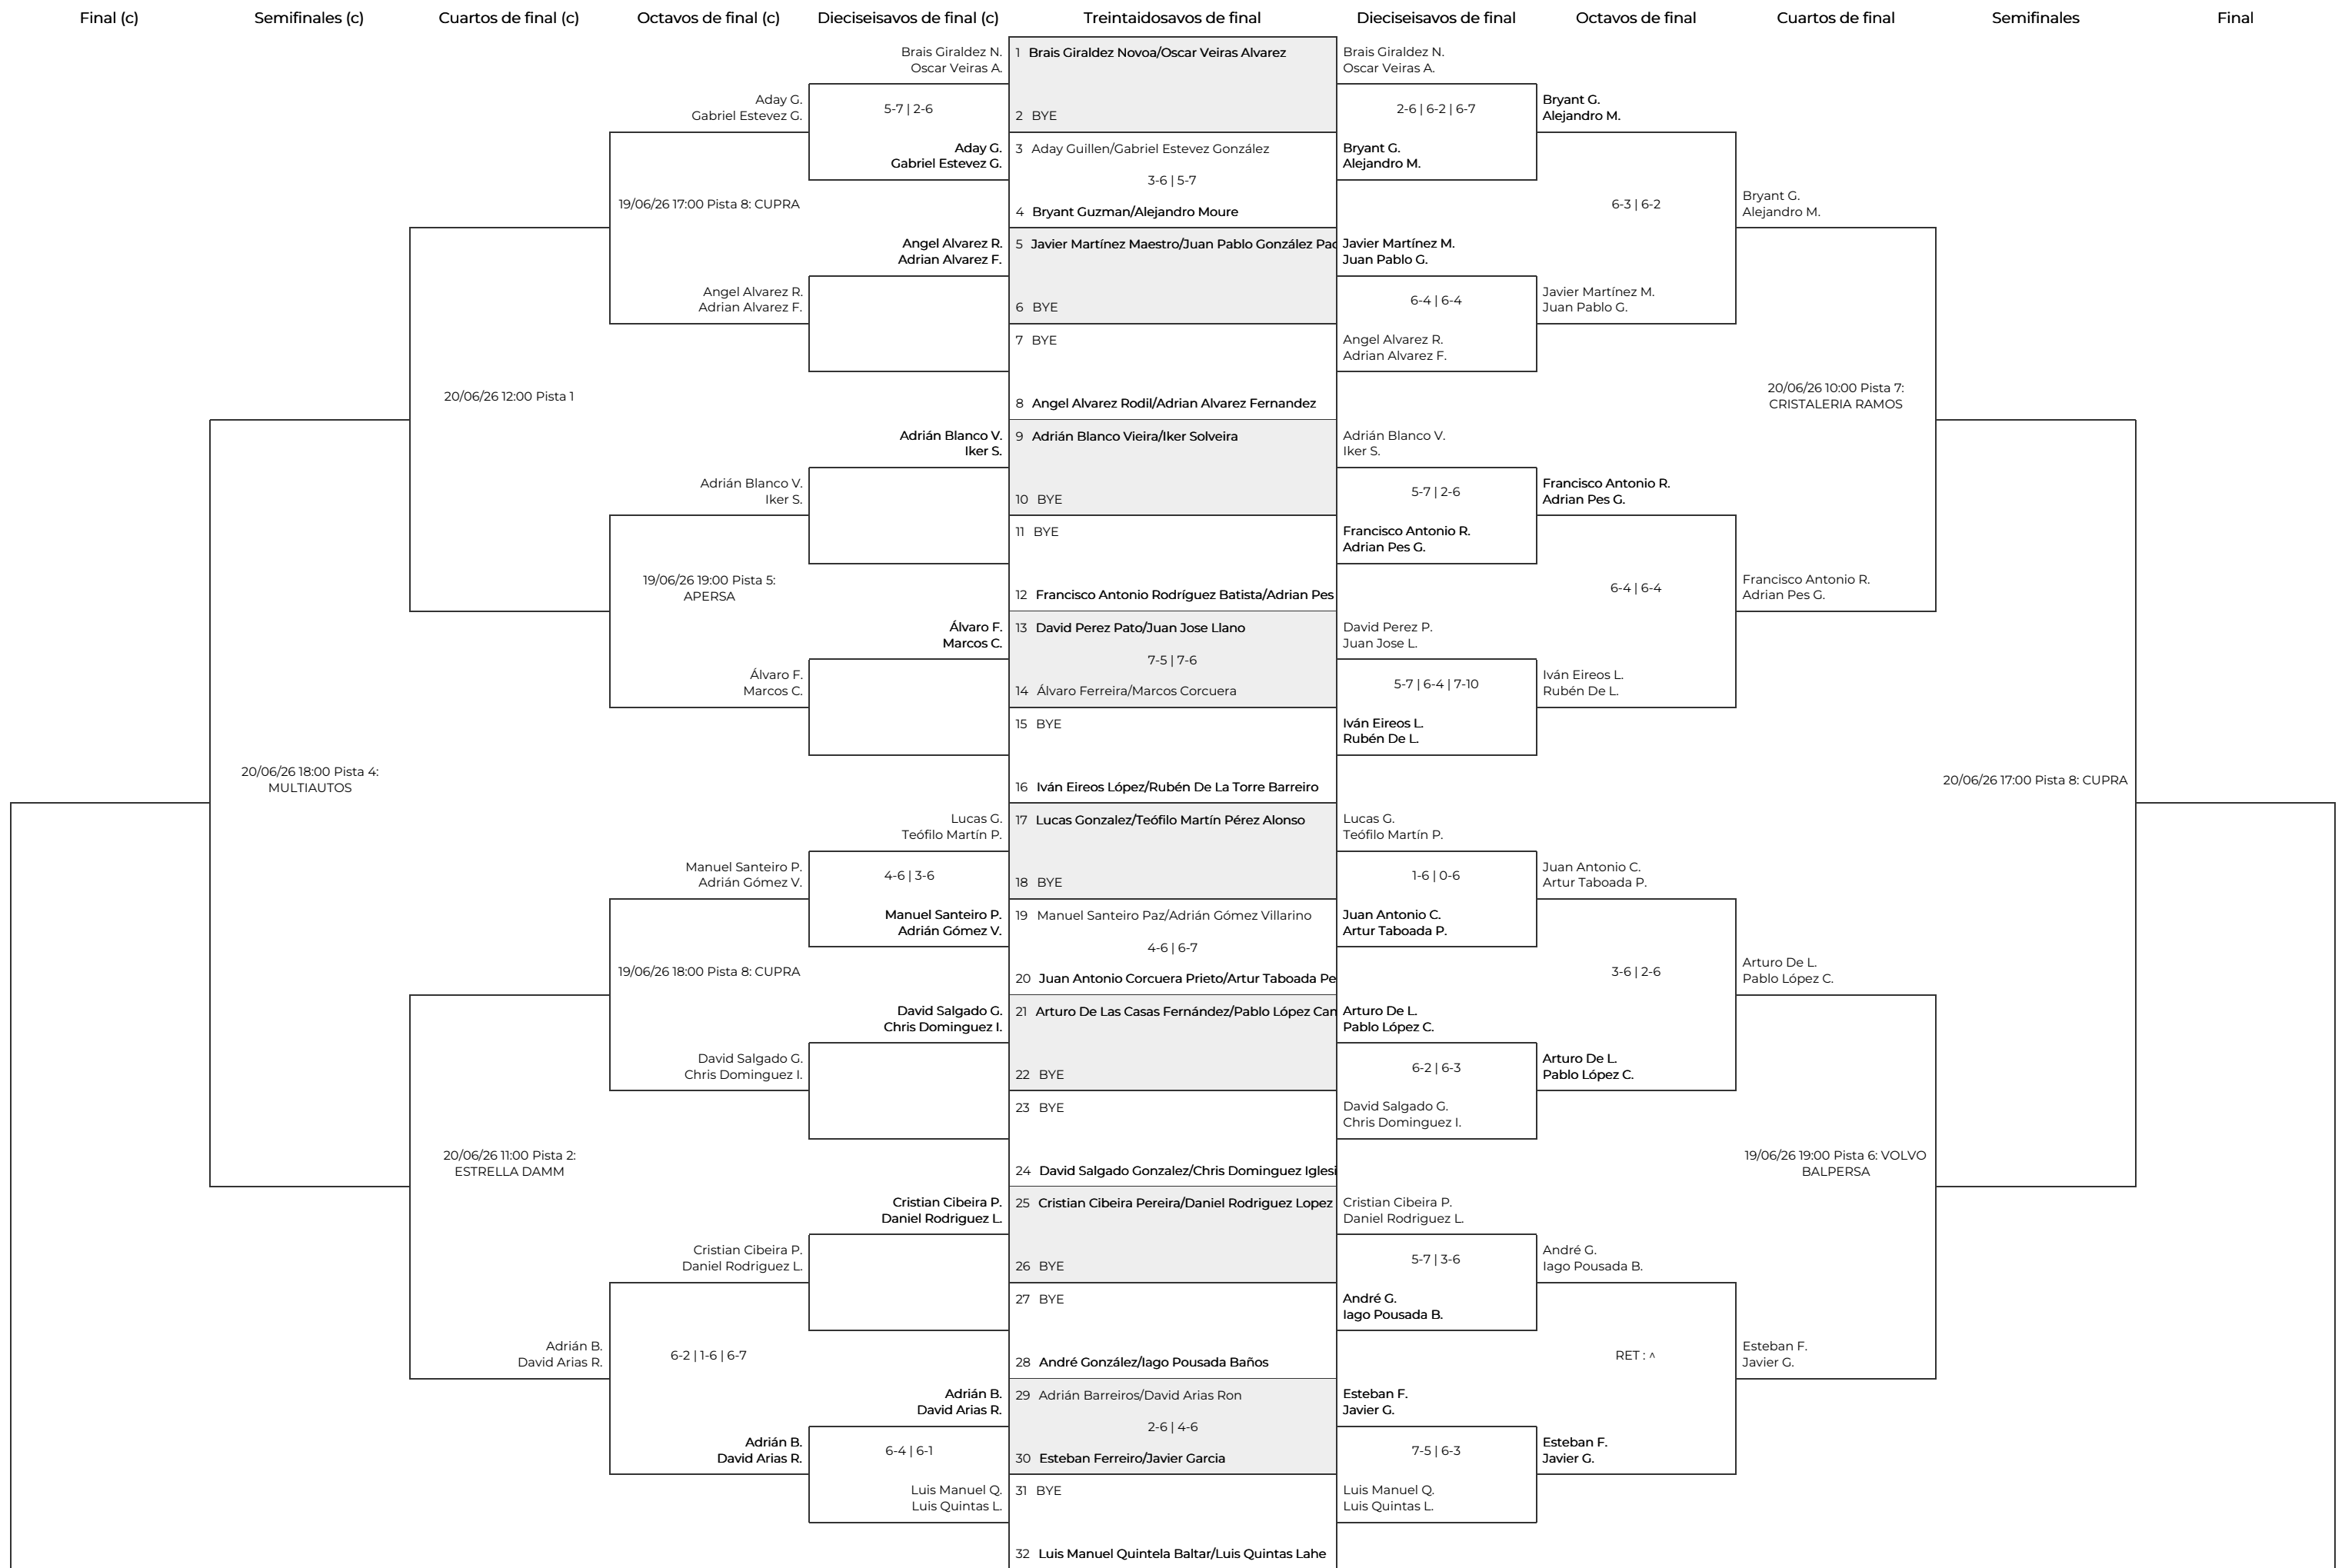 Final (c)
Semifinales (c)
Cuartos de final (c)
Octavos de final (c)
Dieciseisavos de final (c)
Treintaidosavos de final
Dieciseisavos de final
Octavos de final
Cuartos de final
Semifinales
Final
20/06/26 18:00 Pista 4:
MULTIAUTOS
20/06/26 12:00 Pista 1
20/06/26 11:00 Pista 2:
ESTRELLA DAMM
Adrián B.
David Arias R.
Aday G.
Gabriel Estevez G.
19/06/26 17:00 Pista 8: CUPRA
Angel Alvarez R.
Adrian Alvarez F.
Adrián Blanco V.
Iker S.
19/06/26 19:00 Pista 5:
APERSA
Álvaro F.
Marcos C.
Manuel Santeiro P.
Adrián Gómez V.
19/06/26 18:00 Pista 8: CUPRA
David Salgado G.
Chris Dominguez I.
Cristian Cibeira P.
Daniel Rodriguez L.
6-2 | 1-6 | 6-7
Adrián B.
David Arias R.
Brais Giraldez N.
Oscar Veiras A.
5-7 | 2-6
Aday G.
Gabriel Estevez G.
Angel Alvarez R.
Adrian Alvarez F.
Adrián Blanco V.
Iker S.
Álvaro F.
Marcos C.
Lucas G.
Teófilo Martín P.
4-6 | 3-6
Manuel Santeiro P.
Adrián Gómez V.
David Salgado G.
Chris Dominguez I.
Cristian Cibeira P.
Daniel Rodriguez L.
Adrián B.
David Arias R.
6-4 | 6-1
Luis Manuel Q.
Luis Quintas L.
1 Brais Giraldez Novoa/Oscar Veiras Alvarez
2 BYE
3 Aday Guillen/Gabriel Estevez González
3-6 | 5-7
4 Bryant Guzman/Alejandro Moure
5 Javier Martínez Maestro/Juan Pablo González Pac
6 BYE
7 BYE
8 Angel Alvarez Rodil/Adrian Alvarez Fernandez
9 Adrián Blanco Vieira/Iker Solveira
10 BYE
11 BYE
12 Francisco Antonio Rodríguez Batista/Adrian Pes
13 David Perez Pato/Juan Jose Llano
7-5 | 7-6
14 Álvaro Ferreira/Marcos Corcuera
15 BYE
16 Iván Eireos López/Rubén De La Torre Barreiro
17 Lucas Gonzalez/Teófilo Martín Pérez Alonso
18 BYE
19 Manuel Santeiro Paz/Adrián Gómez Villarino
4-6 | 6-7
20 Juan Antonio Corcuera Prieto/Artur Taboada Pe
21 Arturo De Las Casas Fernández/Pablo López Can
22 BYE
23 BYE
24 David Salgado Gonzalez/Chris Dominguez Iglesi
25 Cristian Cibeira Pereira/Daniel Rodriguez Lopez
26 BYE
27 BYE
28 André González/Iago Pousada Baños
29 Adrián Barreiros/David Arias Ron
2-6 | 4-6
30 Esteban Ferreiro/Javier Garcia
31 BYE
32 Luis Manuel Quintela Baltar/Luis Quintas Lahe
Brais Giraldez N.
Oscar Veiras A.
2-6 | 6-2 | 6-7
Bryant G.
Alejandro M.
Javier Martínez M.
Juan Pablo G.
6-4 | 6-4
Angel Alvarez R.
Adrian Alvarez F.
Adrián Blanco V.
Iker S.
5-7 | 2-6
Francisco Antonio R.
Adrian Pes G.
David Perez P.
Juan Jose L.
5-7 | 6-4 | 7-10
Iván Eireos L.
Rubén De L.
Lucas G.
Teófilo Martín P.
1-6 | 0-6
Juan Antonio C.
Artur Taboada P.
Arturo De L.
Pablo López C.
6-2 | 6-3
David Salgado G.
Chris Dominguez I.
Cristian Cibeira P.
Daniel Rodriguez L.
5-7 | 3-6
André G.
Iago Pousada B.
Esteban F.
Javier G.
7-5 | 6-3
Luis Manuel Q.
Luis Quintas L.
Bryant G.
Alejandro M.
6-3 | 6-2
Javier Martínez M.
Juan Pablo G.
Francisco Antonio R.
Adrian Pes G.
6-4 | 6-4
Iván Eireos L.
Rubén De L.
Juan Antonio C.
Artur Taboada P.
3-6 | 2-6
Arturo De L.
Pablo López C.
André G.
Iago Pousada B.
RET : ^
Esteban F.
Javier G.
Bryant G.
Alejandro M.
20/06/26 10:00 Pista 7:
CRISTALERIA RAMOS
Francisco Antonio R.
Adrian Pes G.
Arturo De L.
Pablo López C.
19/06/26 19:00 Pista 6: VOLVO
BALPERSA
Esteban F.
Javier G.
20/06/26 17:00 Pista 8: CUPRA